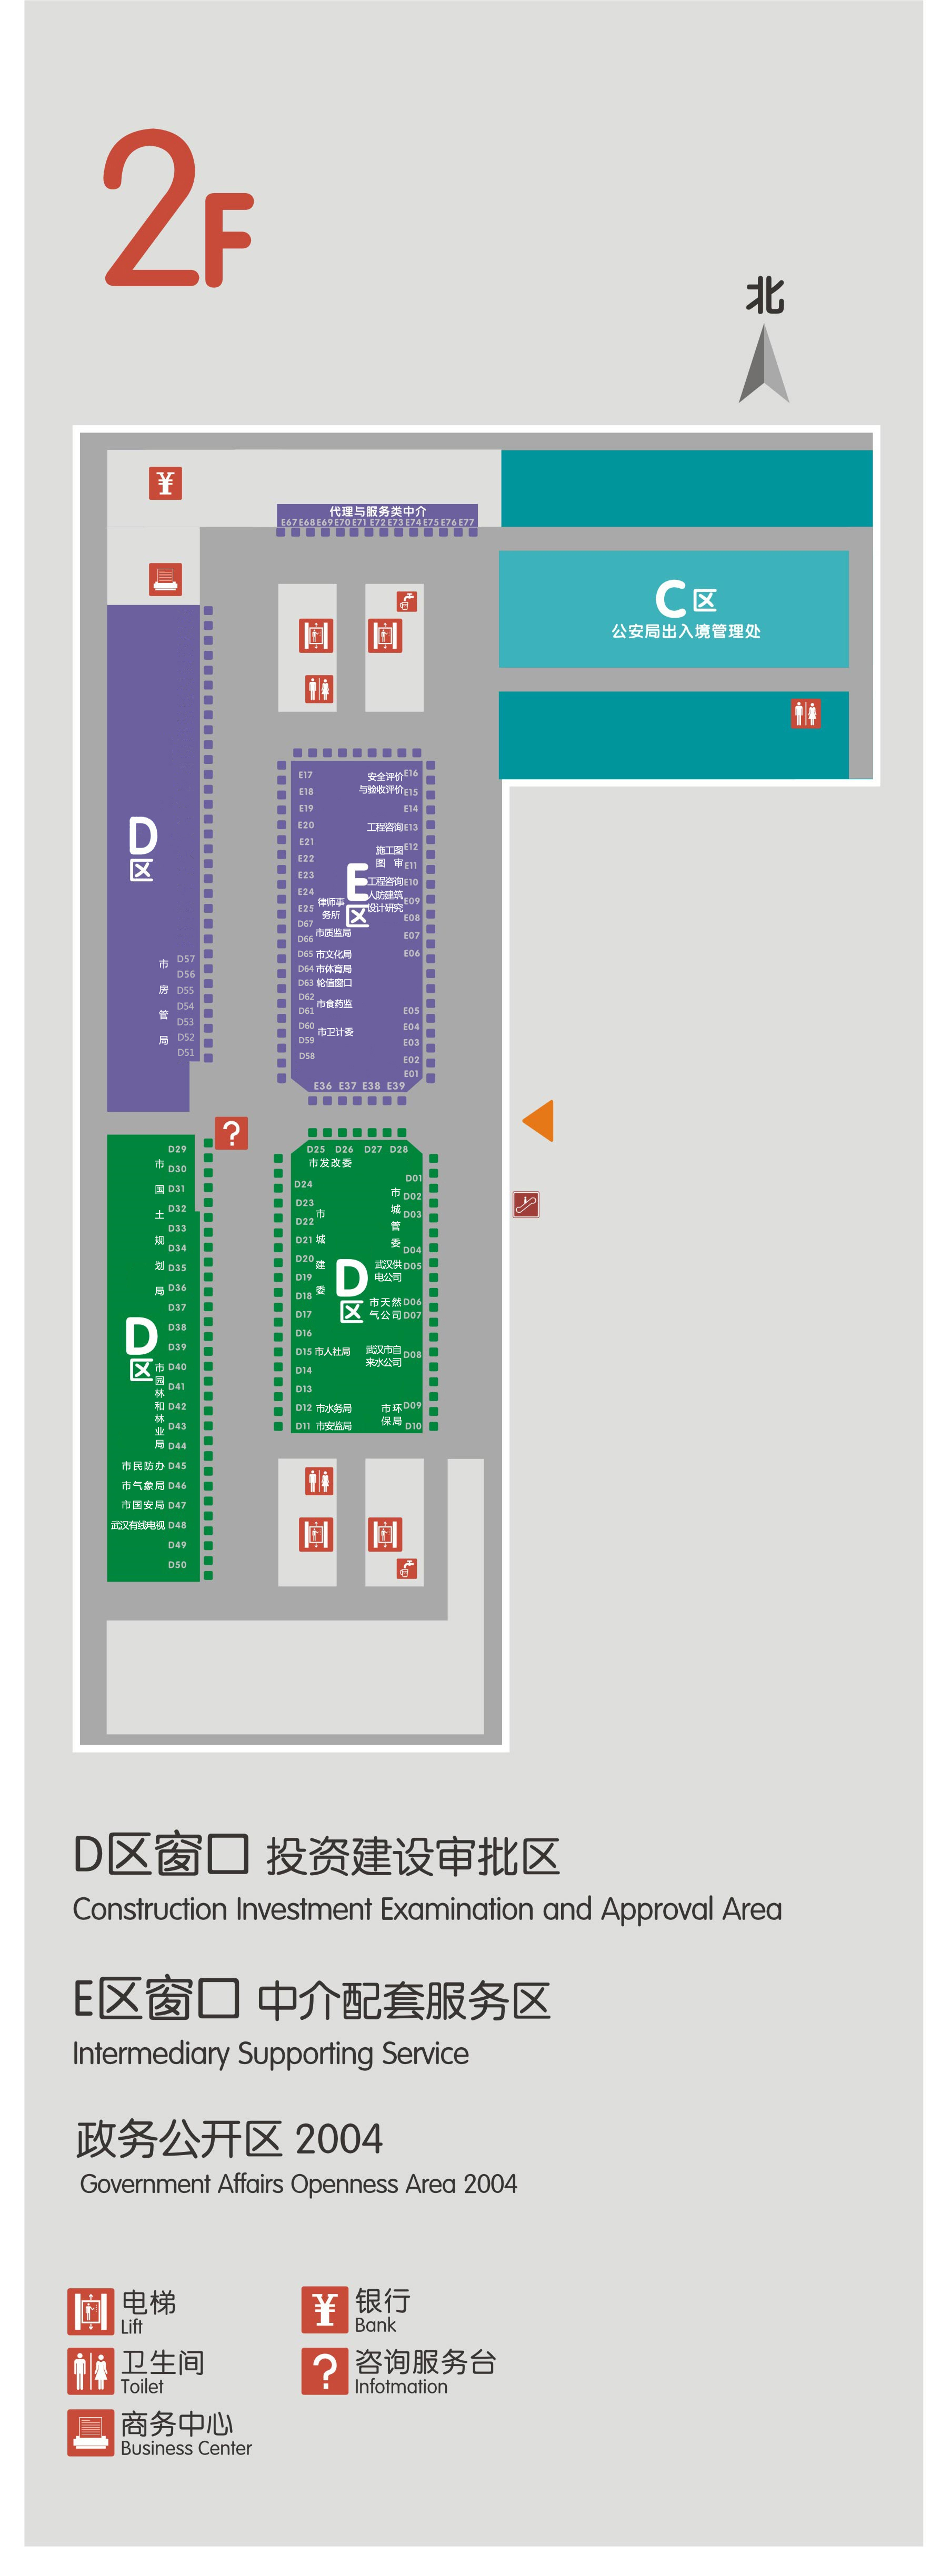 2F
北
¥
代理与服务类中介
E67 E68 E69 E70 E71 E72 E73 E74 E75 E76 E77
C区
公安局出入境管理处
D区
市房管局
D57
D56
D55
D54
D53
D52
D51
E17
E18
E19
E20
E21
E22
E23
E24
E25
律师事
务所
D67
D66
市质监局
D65 市文化局
D64 市体育局
D63 轮值窗口
D62
D61
市食药监
D60
D59
市卫计委
D58
E区
安全评价
与验收评价
E16
E15
E14
工程咨询 E13
施工图
图 审
E12
E11
工程咨询 E10
人防建筑
设计研究
E09
E08
E07
E06
E05
E04
E03
E02
E01
E36 E37 E38 E39
?
D25 D26 D27 D28
市发改委
D24
D23
D22
D21
D20
D19
D18
市城建委
D17
D16
D15 市人社局
D14
D13
D12 市水务局
D11 市安监局
D区
D01
D02
D03
D04
市城管委
武汉供
电公司
D05
市天然
气公司
D06
D07
武汉市自
来水公司
D08
市环
保局
D09
D10
D29
D30
D31
D32
D33
D34
D35
D36
市国土规划局
D37
D38
D39
D区
D40
D41
D42
D43
D44
市园林和林业局
市民防办 D45
市气象局 D46
市国安局 D47
武汉有线电视 D48
D49
D50
D区窗口 投资建设审批区
Construction Investment Examination and Approval Area
E区窗口 中介配套服务区
Intermediary Supporting Service
政务公开区 2004
Government Affairs Openness Area 2004
电梯
Lift
¥ 银行
Bank
卫生间
Toilet
? 咨询服务台
Infotmation
商务中心
Business Center